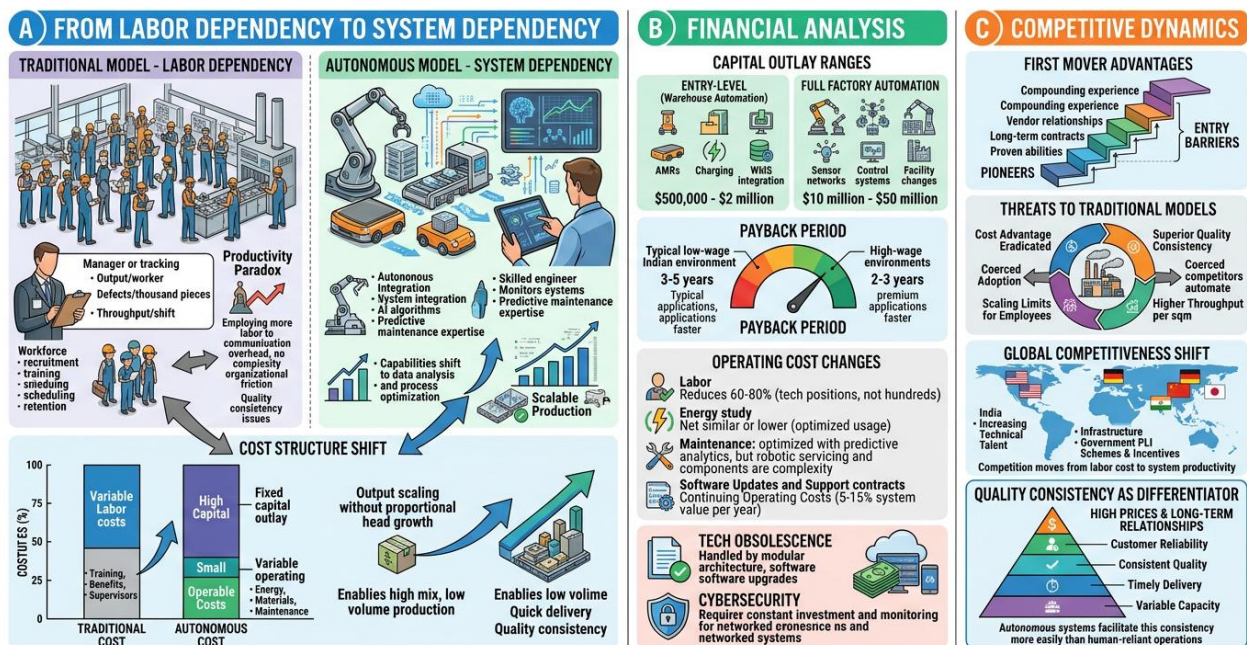 A FROM LABOR DEPENDENCY TO SYSTEM DEPENDENCY
TRADITIONAL MODEL - LABOR DEPENDENCY
Manager or tracking
• Output/worker
Defects/thousand pieces
• Throughput/shift
Productivity
Paradox
Employing more
labor to
communiuation
overhead, no
compiesity
organizational
friction
Quality
consistency
issues
Workforce
• recruitment
• training
• smeduing
• scheduling
• retention
AUTONOMOUS MODEL - SYSTEM DEPENDENCY
• Autonoous
Integration
• Nystem integration
• AI algorithms
• Predictive
maintenance expertise
• Skilled engineer
• Monitors systems
• Predictive maintenance
expertise
• Capabilities shift
to data analysis
• and process
optimization
Scalable
Production
COST STRUCTURE SHIFT
COSTUTES (%)
100
75
50
25
0
Variable
Labor
costs
• Training,
Benefits,
• Supervisors
TRADITIONAL
COST
High
Capital
Small
Operable
Costs
AUTONOMOUS
COST
Fixed
capital
outlay
Variable
operating
• Energy,
• Materials,
• Maintenance
Output scaling
without proportional
head growth
Enables high mix, low
volume production
Enables low volime
Quick delivery
Quality consistency
B FINANCIAL ANALYSIS
CAPITAL OUTLAY RANGES
ENTRY-LEVEL
(Warehouse Automation)
AMRs
Charging
WkIS
integration
$500,000 - $2 million
FULL FACTORY AUTOMATION
Sensor
networks
Control
systems
Facility
changes
$10 million - $50 million
PAYBACK PERIOD
Typical low-wage
Indian environment
3-5 years
Typical
applications,
applications
faster
High-wage
environments
2-3 years
premium
applications
faster
PAYBACK PERIOD
OPERATING COST CHANGES
Labor
Reduces 60-80% (tech positions, not hundreds)
Energy study
Net similar or lower (optimized usage)
Maintenance: optimized with predictive
analytics, but robotic servicing and
components are complexity
Software Updates and Support contracts
Continuing Operating Costs (5-15% system
value per year)
TECH OBSOLESCENCE
Handled by modular
architecture, software
software upgrades
CYBERSECURITY
Requirer constant investment and monitoring
for networked cronesnce ns and
networked systems
C COMPETITIVE DYNAMICS
FIRST MOVER ADVANTAGES
Compounding experience
Compounding experience
Vendor relationships
Long-term contracts
Proven abilities
PIONEERS
ENTRY
BARRIERS
THREATS TO TRADITIONAL MODELS
Cost Advantage
Eradicated
Superior Quality
Consistency
Coerced
Adoption
Coerced
competitors
automate
Scaling Limits
for Employees
Higher Throughput
per sqm
GLOBAL COMPETITIVENESS SHIFT
India
• Increasing
Technical
Talent
• Infrastructure
• Government PLI
Schemes & Incentives
Competition moves from labor cost to system productivity
QUALITY CONSISTENCY AS DIFFERENTIATOR
HIGH PRICES & LONG-TERM
RELATIONSHIPS
$
Customer Reliability
Consistent Quality
Timely Delivery
Variable Capacity
Autonomous systems facilitate this consistency
more easily than human-reliant operations